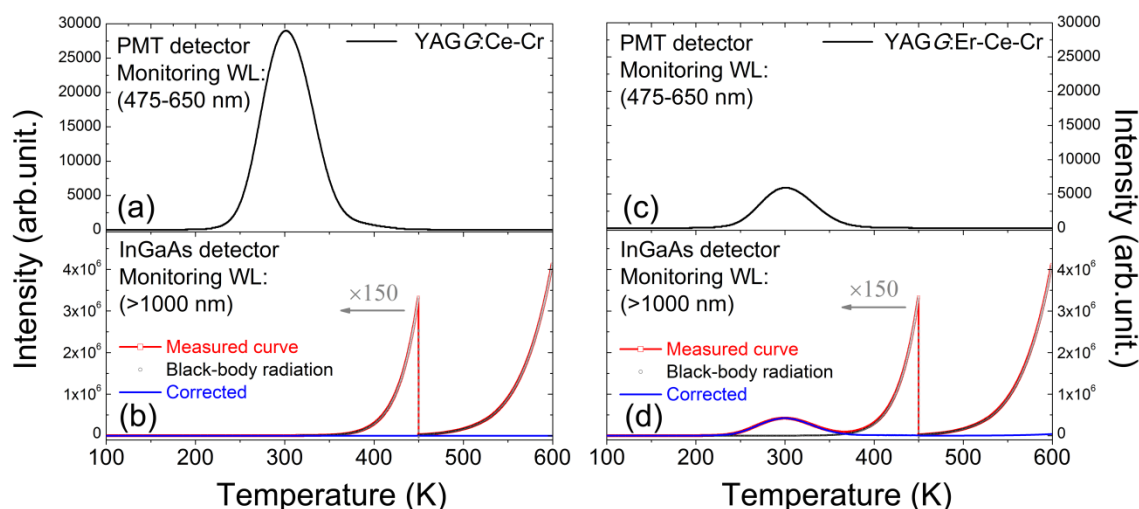 Intensity (arb.unit.)
30000
25000
20000
15000
10000
5000
0
PMT detector
Monitoring WL:
(475-650 nm)
YAGG:Ce-Cr
(a)
4x10⁶
3x10⁶
2x10⁶
1x10⁶
0
InGaAs detector
Monitoring WL:
(>1000 nm)
×150
Measured curve
Black-body radiation
Corrected
(b)
100 200 300 400 500 600
Temperature (K)
PMT detector
Monitoring WL:
(475-650 nm)
YAGG:Er-Ce-Cr
(c)
30000
25000
20000
15000
10000
5000
0
InGaAs detector
Monitoring WL:
(>1000 nm)
×150
Measured curve
Black-body radiation
Corrected
(d)
4x10⁶
3x10⁶
2x10⁶
1x10⁶
0
100 200 300 400 500 600
Temperature (K)
Intensity (arb.unit.)